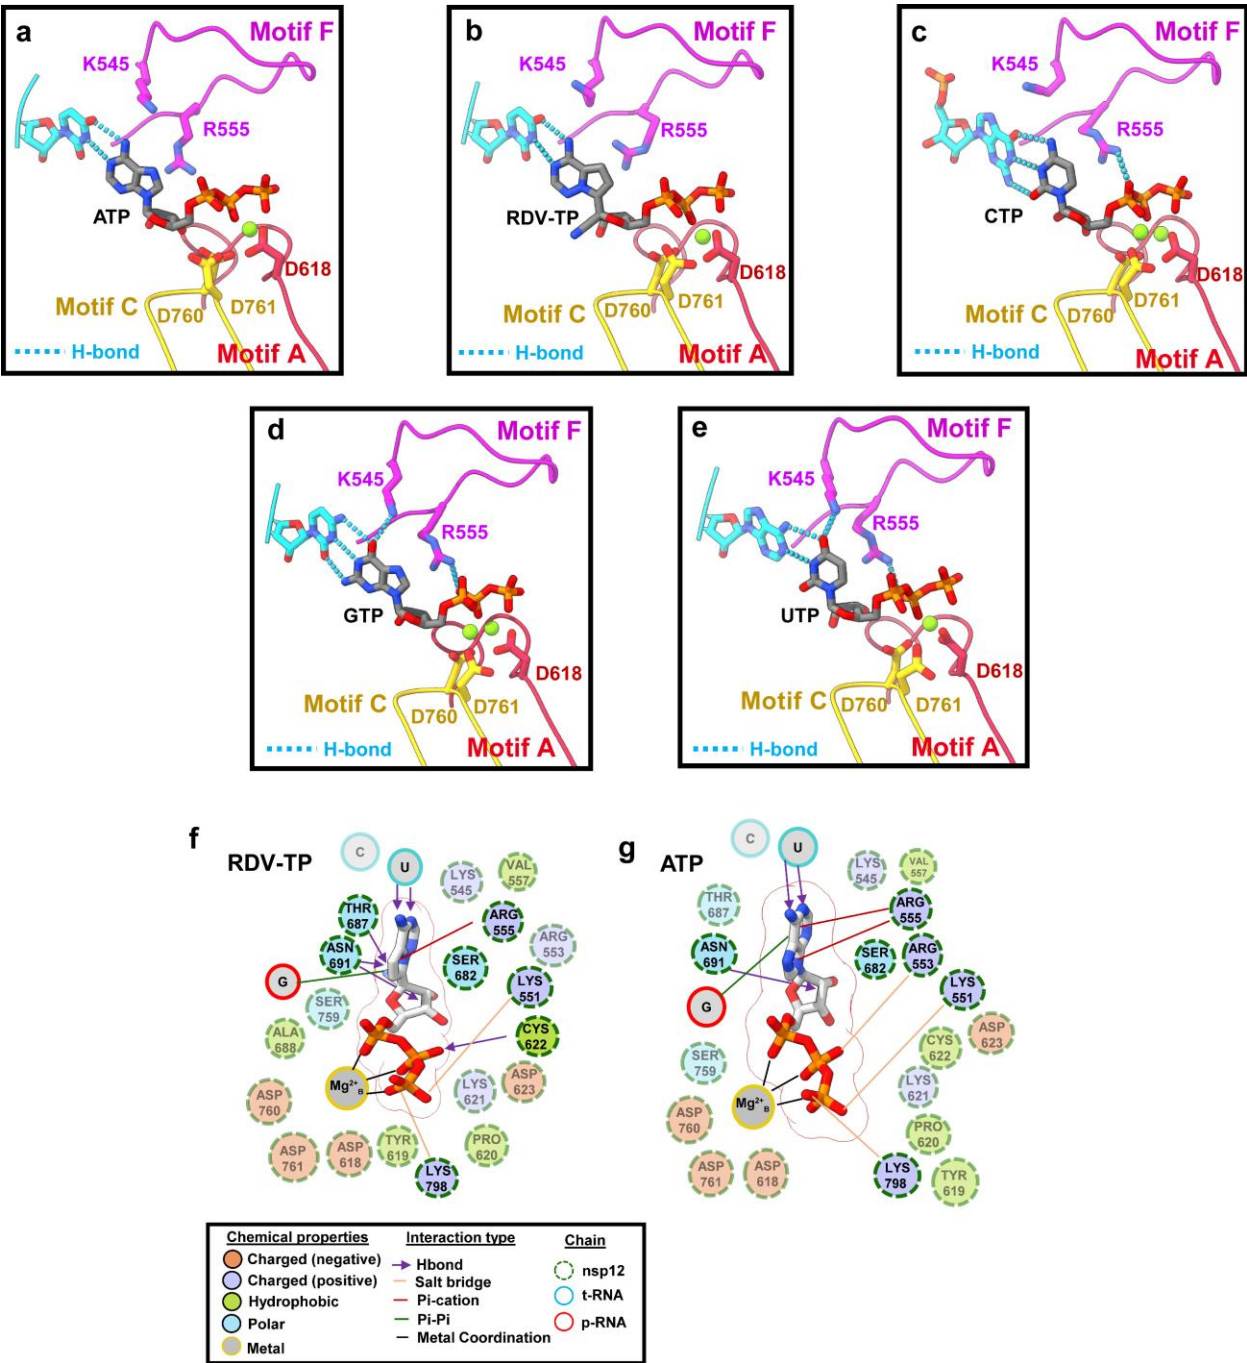 a
Motif F
K545
R555
ATP
D618
Motif C
D760
D761
H-bond
Motif A
b
Motif F
K545
R555
RDV-TP
D618
Motif C
D760
D761
H-bond
Motif A
c
Motif F
K545
R555
CTP
D618
Motif C
D760
D761
H-bond
Motif A
d
Motif F
K545
R555
GTP
D618
Motif C
D760
D761
H-bond
Motif A
e
Motif F
K545
R555
UTP
D618
Motif C
D760
D761
H-bond
Motif A
f
RDV-TP
C
U
LYS
545
VAL
557
THR
687
ARG
555
ASN
691
ARG
553
SER
682
G
LYS
551
SER
759
ALA
688
CYS
622
Mg2+B
LYS
621
ASP
623
ASP
760
ASP
761
ASP
618
TYR
619
PRO
620
LYS
798
g
ATP
C
U
LYS
545
VAL
557
THR
687
ARG
555
ASN
691
SER
682
ARG
553
G
LYS
551
CYS
622
ASP
623
SER
759
LYS
621
Mg2+B
ASP
760
PRO
620
ASP
761
ASP
618
LYS
798
TYR
619
Chemical properties
Charged (negative)
Charged (positive)
Hydrophobic
Polar
Metal
Interaction type
Hbond
Salt bridge
Pi-cation
Pi-Pi
Metal Coordination
Chain
nsp12
t-RNA
p-RNA